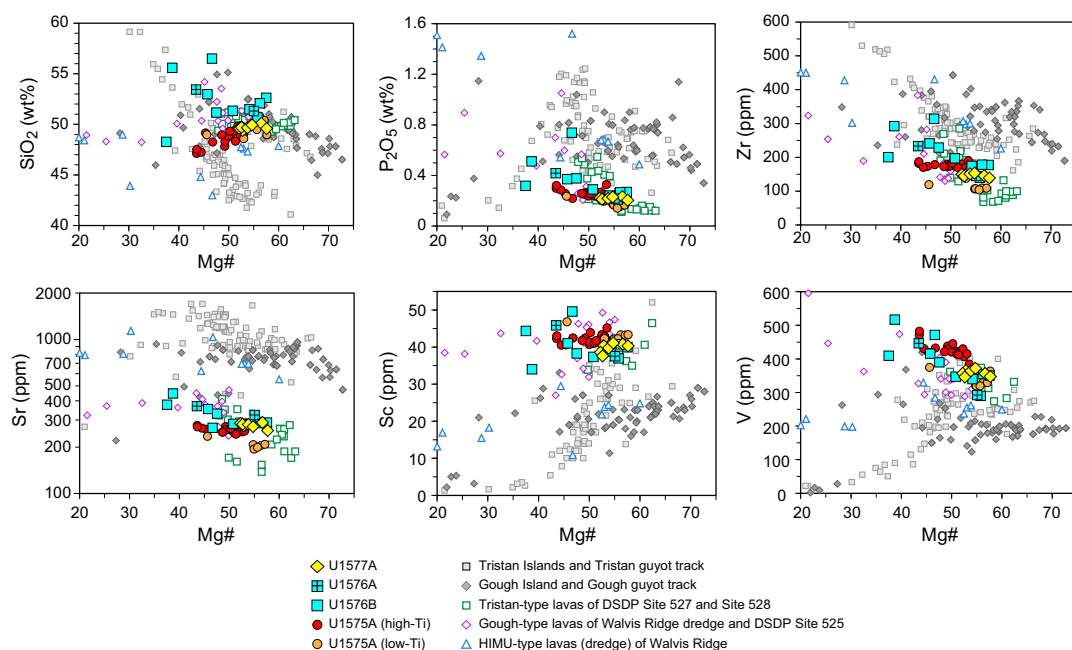 SiO2 (wt%)
60
55
50
45
40
20 30 40 50 60 70
Mg#
P2O5 (wt%)
1.6
1.2
0.8
0.4
0
20 30 40 50 60 70
Mg#
Zr (ppm)
600
500
400
300
200
100
0
20 30 40 50 60 70
Mg#
Sr (ppm)
2000
1000
500
400
300
200
100
20 30 40 50 60 70
Mg#
Sc (ppm)
50
40
30
20
10
0
20 30 40 50 60 70
Mg#
V (ppm)
600
500
400
300
200
100
0
20 30 40 50 60 70
Mg#
U1577A
U1576A
U1576B
U1575A (high-Ti)
U1575A (low-Ti)
Tristan Islands and Tristan guyot track
Gough Island and Gough guyot track
Tristan-type lavas of DSDP Site 527 and Site 528
Gough-type lavas of Walvis Ridge dredge and DSDP Site 525
HIMU-type lavas (dredge) of Walvis Ridge